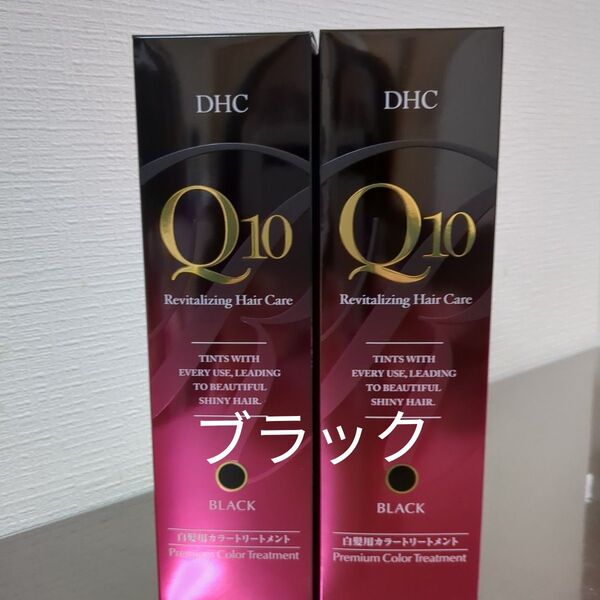 DHC
Q10
Revitalizing Hair Care
TINTS WITH
EVERY USE, LEADING
TO BEAUTIFUL
SHINY HAIR.
BLACK
白髪用カラートリートメント
Premium Color Treatment
DHC
Q10
Revitalizing Hair Care
TINTS WITH
EVERY USE, LEADING
TO BEAUTIFUL
SHINY HAIR.
BLACK
白髪用カラートリートメント
Premium Color Treatment
ブラック